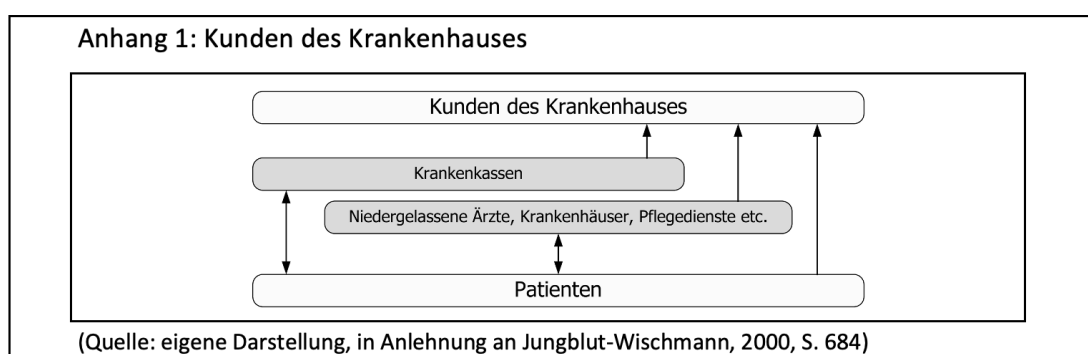 Anhang 1: Kunden des Krankenhauses
Kunden des Krankenhauses
Krankenkassen
Niedergelassene Ärzte, Krankenhäuser, Pflegedienste etc.
Patienten
(Quelle: eigene Darstellung, in Anlehnung an Jungblut-Wischmann, 2000, S. 684)